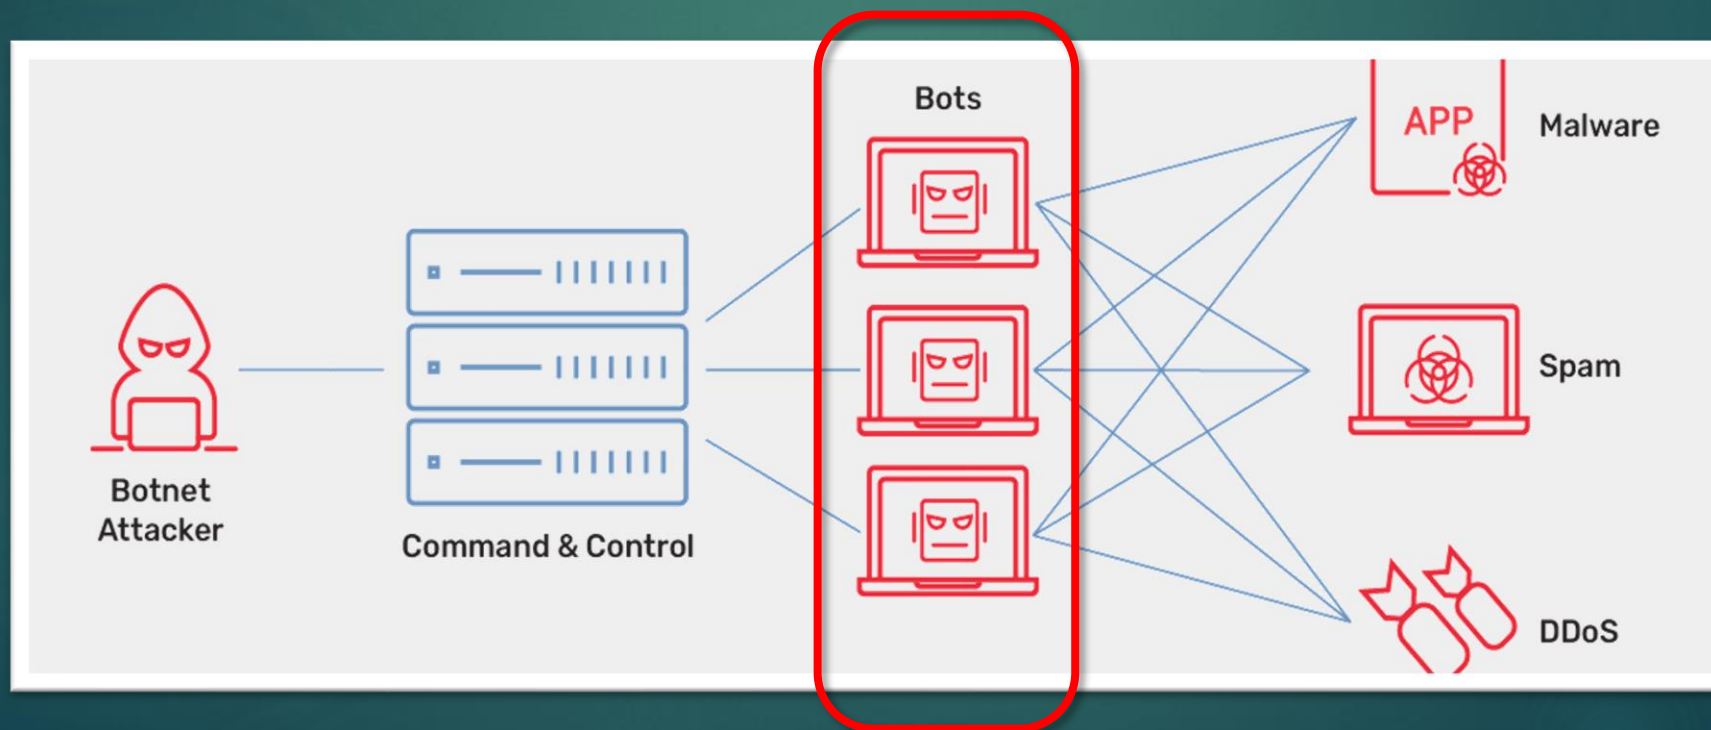 Bots
APP
Malware
Spam
Botnet
Attacker
Command & Control
DDoS